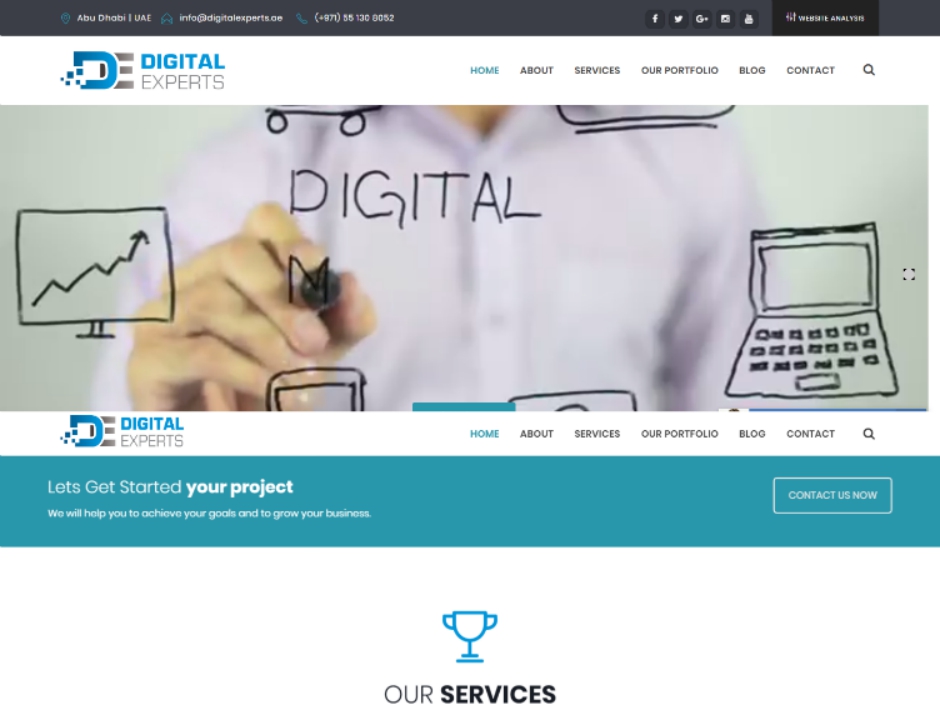 Abu Dhabi | UAE info@digitalexperts.ae (+971) 55 130 8052 WEBSITE ANALYSIS
DIGITAL
EXPERTS
HOME ABOUT SERVICES OUR PORTFOLIO BLOG CONTACT
DIGITAL
M
DIGITAL
EXPERTS
HOME ABOUT SERVICES OUR PORTFOLIO BLOG CONTACT
Lets Get Started your project
We will help you to achieve your goals and to grow your business.
CONTACT US NOW
OUR SERVICES